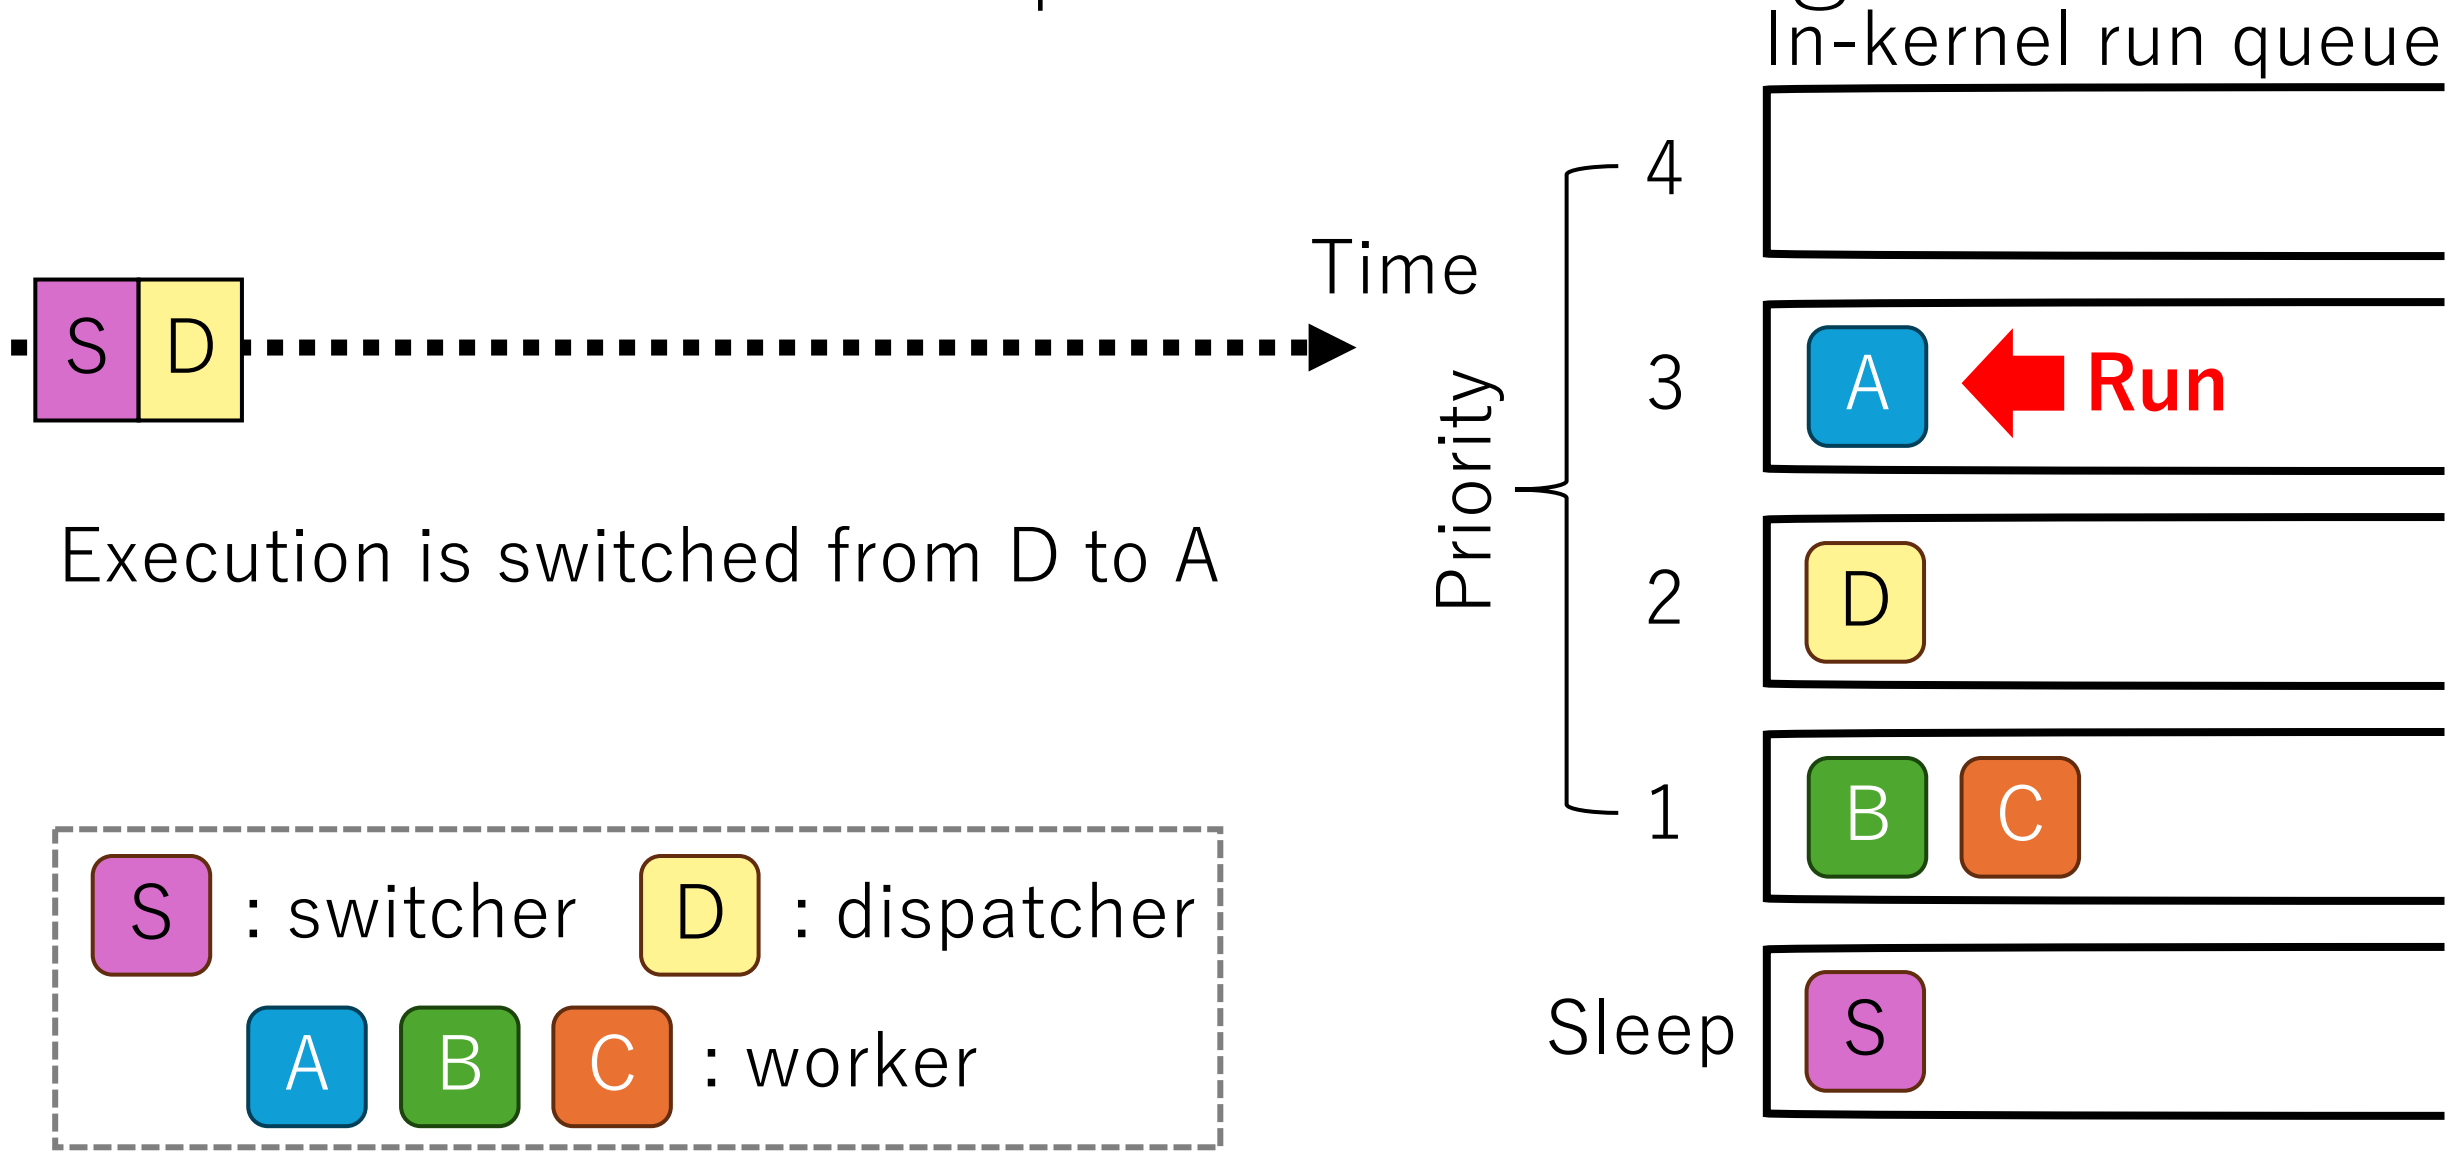 In-kernel run queue
4
Time
S D
3
A Run
Priority
Execution is switched from D to A
2
D
1
B C
S : switcher D : dispatcher
A B C : worker
Sleep
S